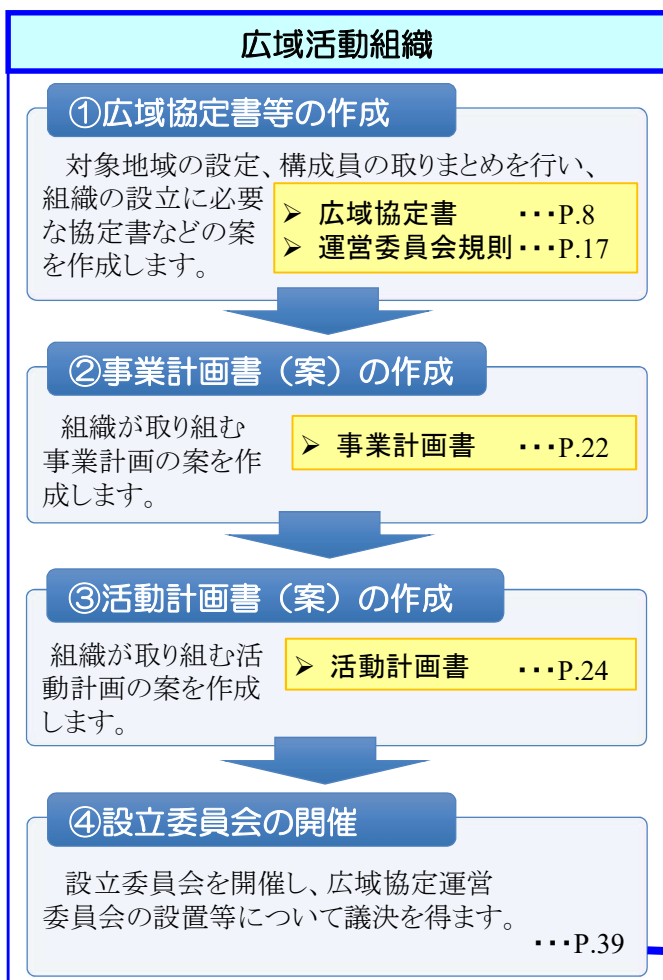 広域活動組織
①広域協定書等の作成
対象地域の設定、構成員の取りまとめを行い、
組織の設立に必要
な協定書などの案
を作成します。
➢ 広域協定書 ・・・P.8
➢ 運営委員会規則・・・P.17
②事業計画書（案）の作成
組織が取り組む
事業計画の案を作
成します。
➢ 事業計画書 ・・・P.22
③活動計画書（案）の作成
組織が取り組む活
動計画の案を作成
します。
➢ 活動計画書 ・・・P.24
④設立委員会の開催
設立委員会を開催し、広域協定運営
委員会の設置等について議決を得ます。
・・・P.39